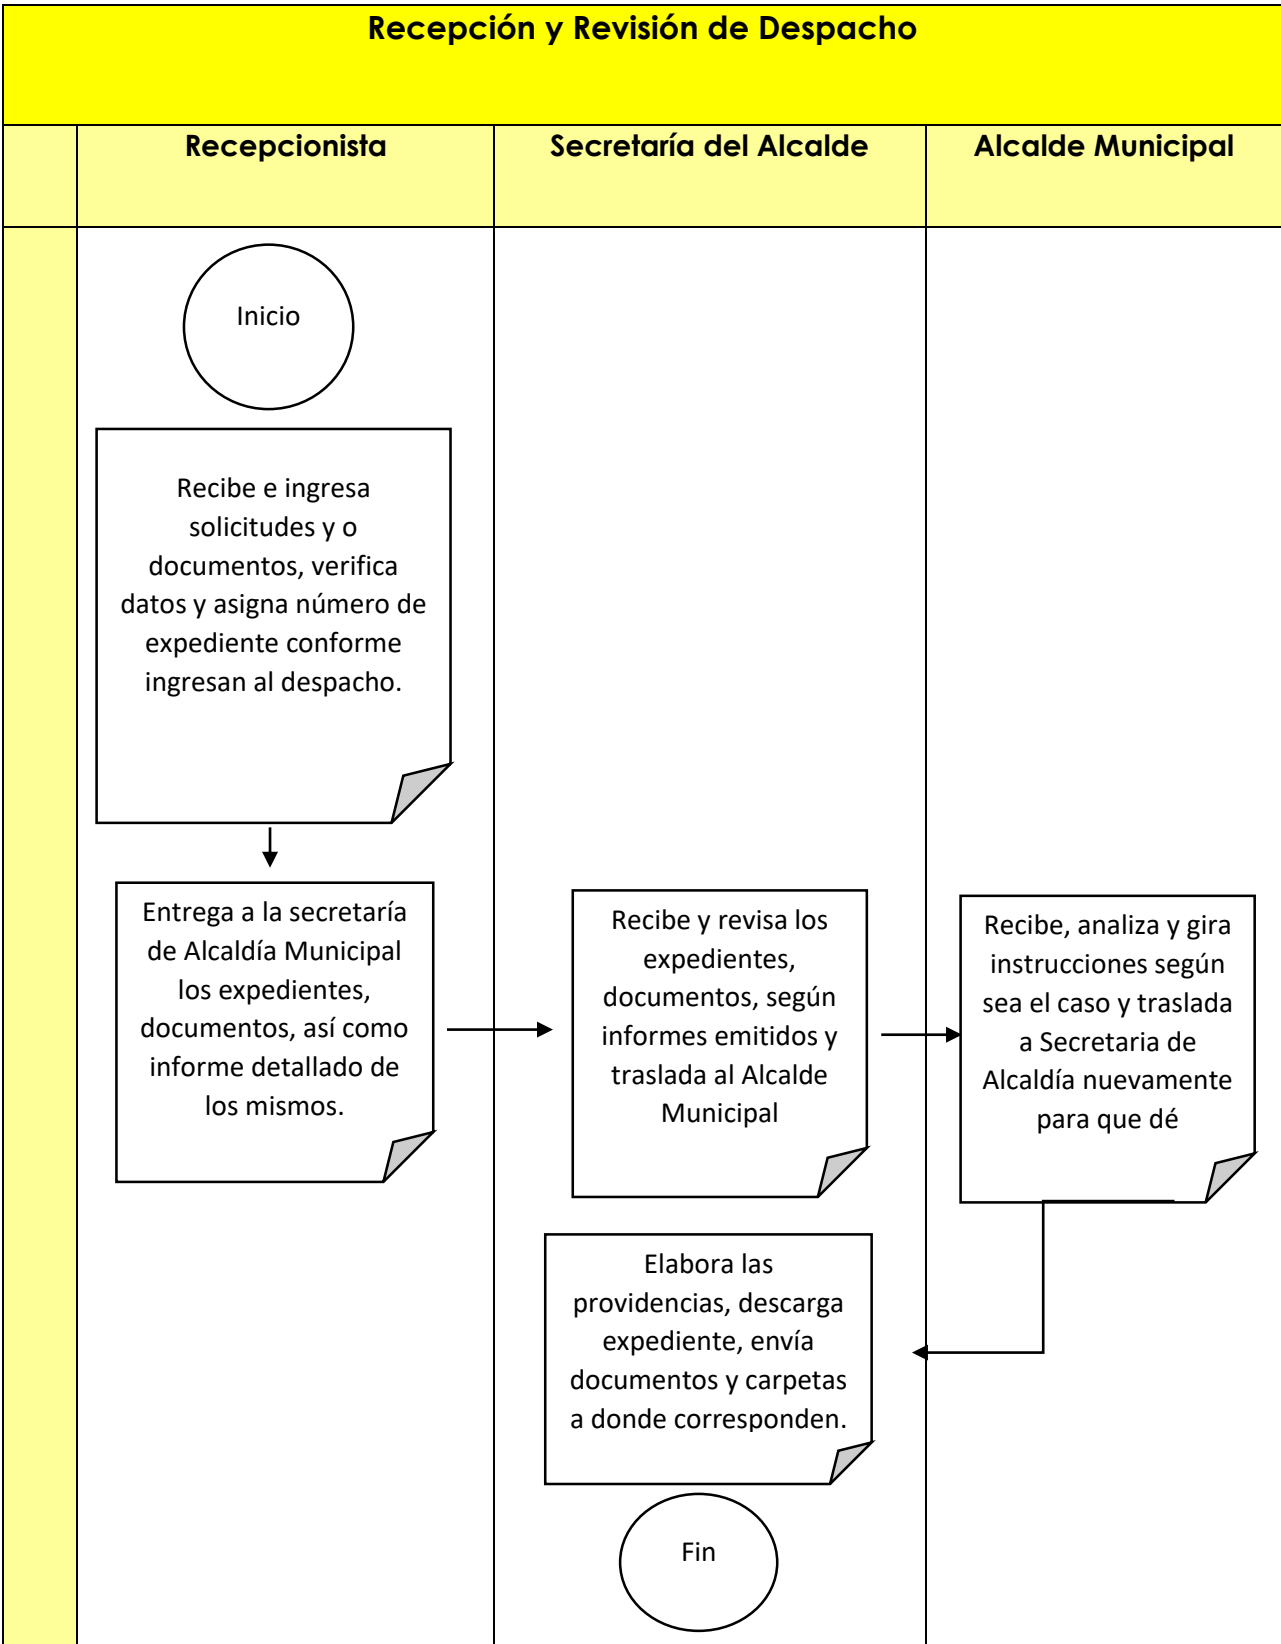 Recepción y Revisión de Despacho
Recepcionista
Secretaría del Alcalde
Alcalde Municipal
Inicio
Recibe e ingresa
solicitudes y o
documentos, verifica
datos y asigna número de
expediente conforme
ingresan al despacho.
Entrega a la secretaría
de Alcaldía Municipal
los expedientes,
documentos, así como
informe detallado de
los mismos.
Recibe y revisa los
expedientes,
documentos, según
informes emitidos y
traslada al Alcalde
Municipal
Recibe, analiza y gira
instrucciones según
sea el caso y traslada
a Secretaria de
Alcaldía nuevamente
para que dé
Elabora las
providencias, descarga
expediente, envía
documentos y carpetas
a donde corresponden.
Fin